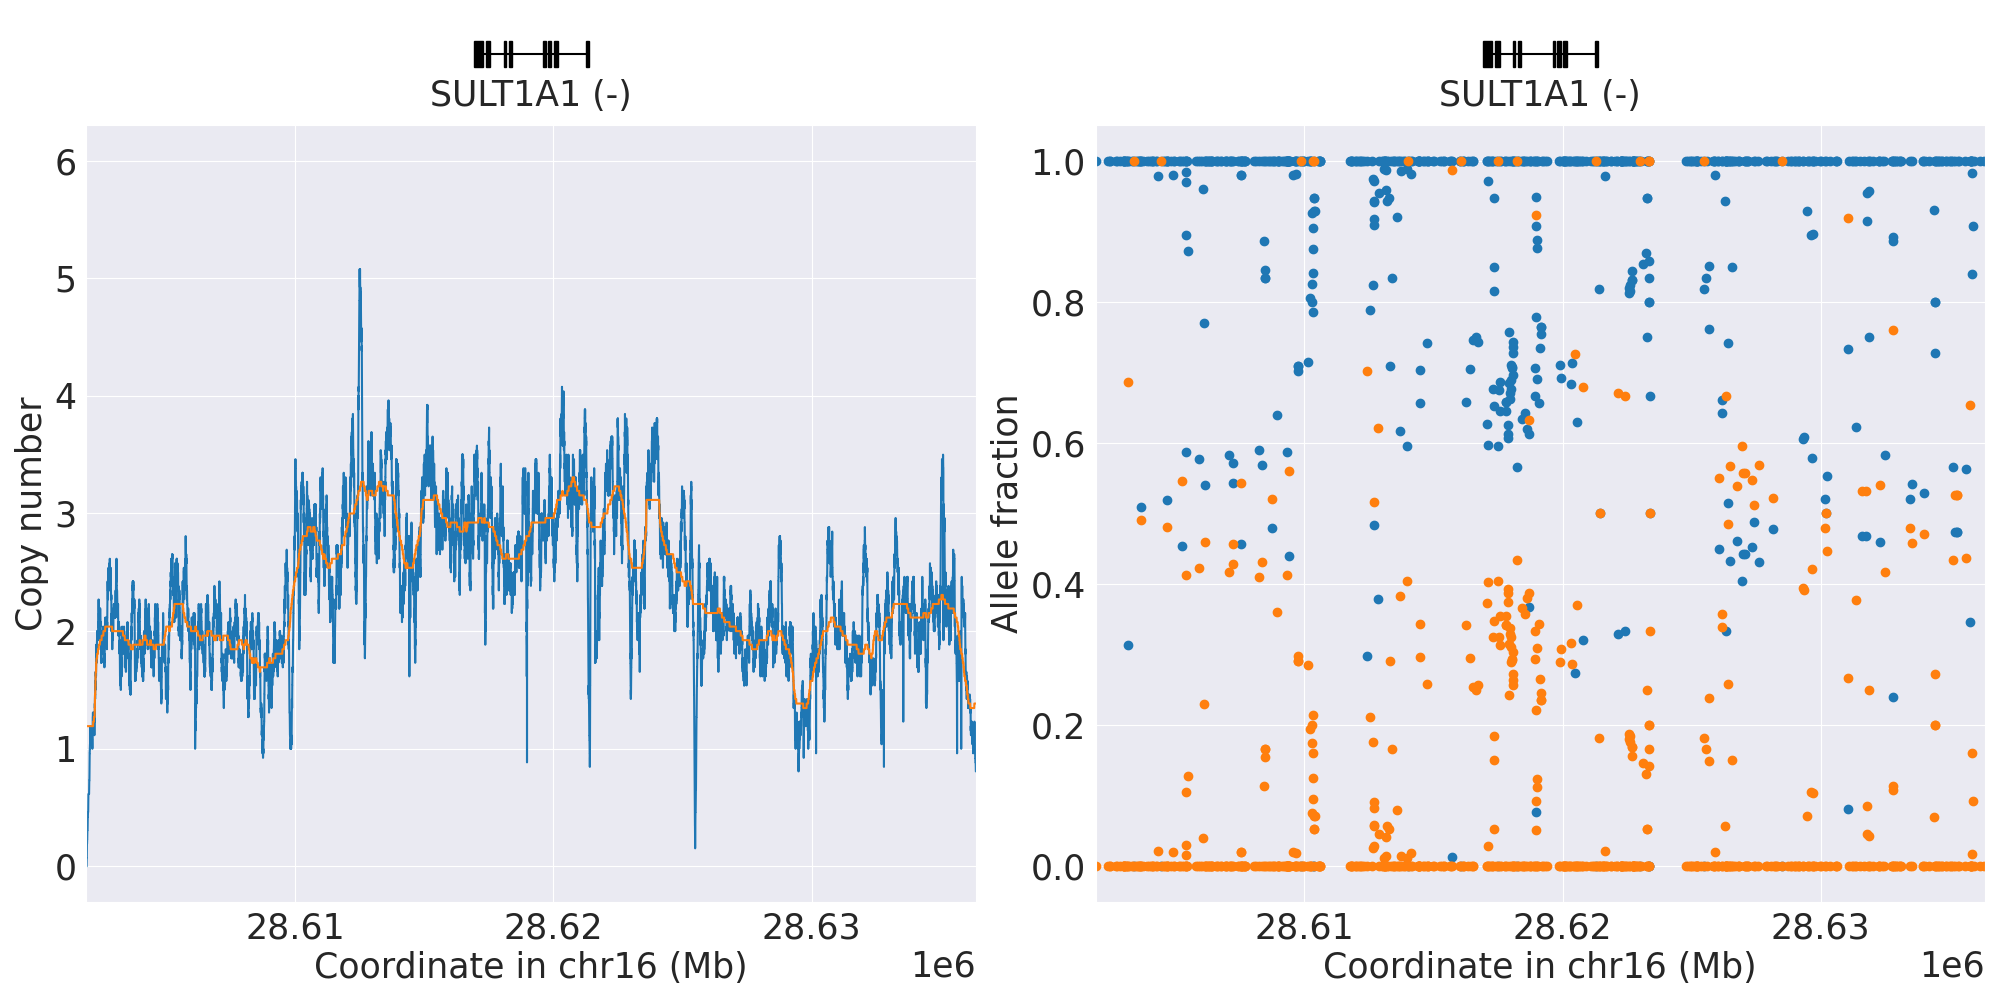 SULT1A1 (-)
6
5
4
3
2
1
0
Copy number
28.61
28.62
28.63
Coordinate in chr16 (Mb)
1e6
SULT1A1 (-)
1.0
0.8
0.6
0.4
0.2
0.0
Allele fraction
28.61
28.62
28.63
Coordinate in chr16 (Mb)
1e6